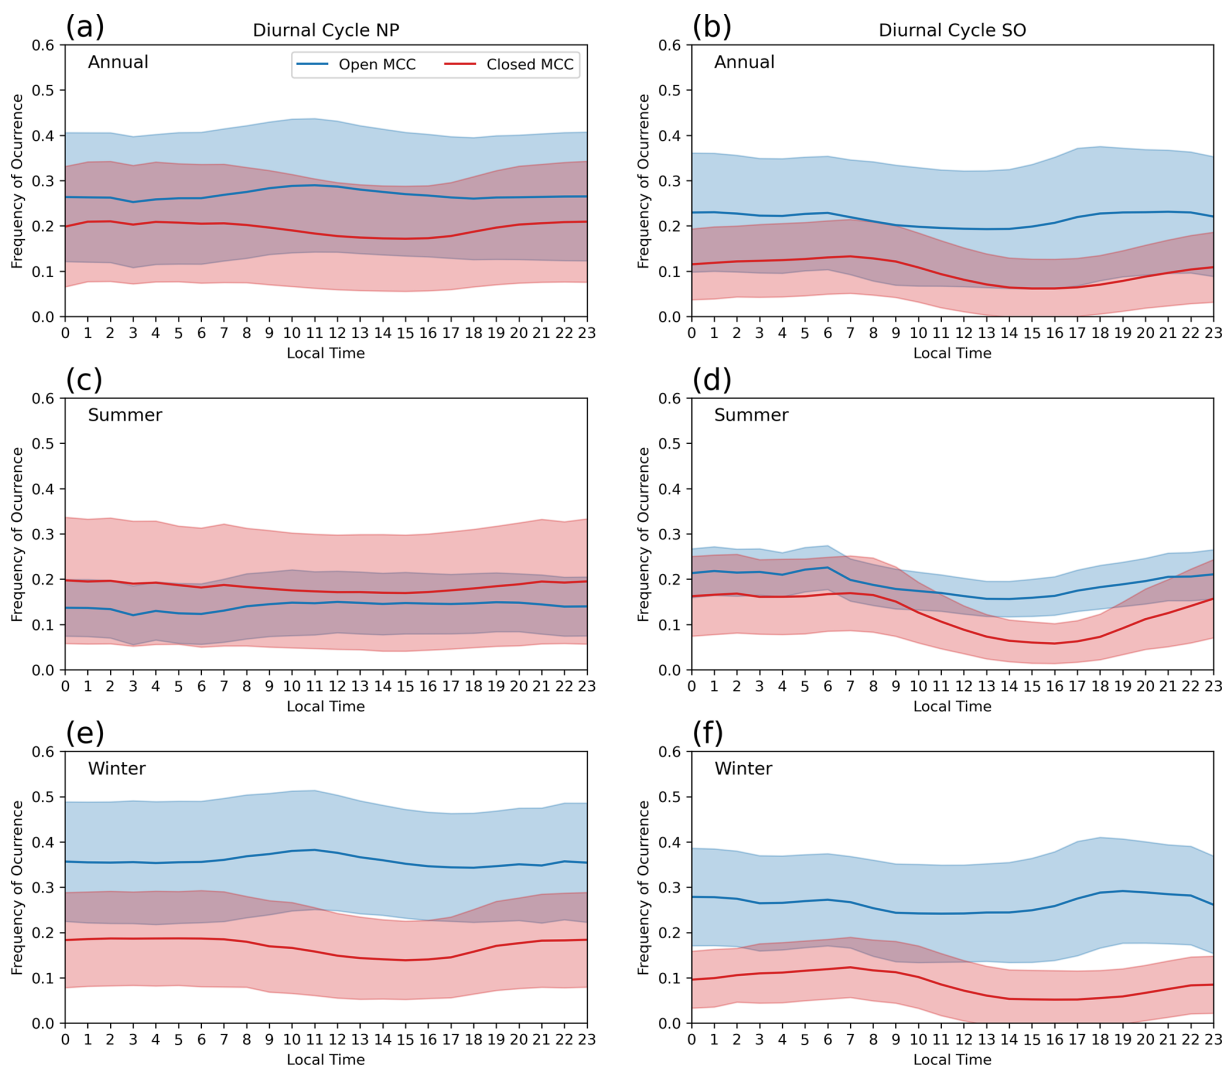 (a)
Diurnal Cycle NP
Annual
Open MCC
Closed MCC
Frequency of Ocurrence
0.6
0.5
0.4
0.3
0.2
0.1
0.0
0 1 2 3 4 5 6 7 8 9 10 11 12 13 14 15 16 17 18 19 20 21 22 23
Local Time
(b)
Diurnal Cycle SO
Annual
Frequency of Ocurrence
0.6
0.5
0.4
0.3
0.2
0.1
0.0
0 1 2 3 4 5 6 7 8 9 10 11 12 13 14 15 16 17 18 19 20 21 22 23
Local Time
(c)
Summer
Frequency of Ocurrence
0.6
0.5
0.4
0.3
0.2
0.1
0.0
0 1 2 3 4 5 6 7 8 9 10 11 12 13 14 15 16 17 18 19 20 21 22 23
Local Time
(d)
Summer
Frequency of Ocurrence
0.6
0.5
0.4
0.3
0.2
0.1
0.0
0 1 2 3 4 5 6 7 8 9 10 11 12 13 14 15 16 17 18 19 20 21 22 23
Local Time
(e)
Winter
Frequency of Ocurrence
0.6
0.5
0.4
0.3
0.2
0.1
0.0
0 1 2 3 4 5 6 7 8 9 10 11 12 13 14 15 16 17 18 19 20 21 22 23
Local Time
(f)
Winter
Frequency of Ocurrence
0.6
0.5
0.4
0.3
0.2
0.1
0.0
0 1 2 3 4 5 6 7 8 9 10 11 12 13 14 15 16 17 18 19 20 21 22 23
Local Time